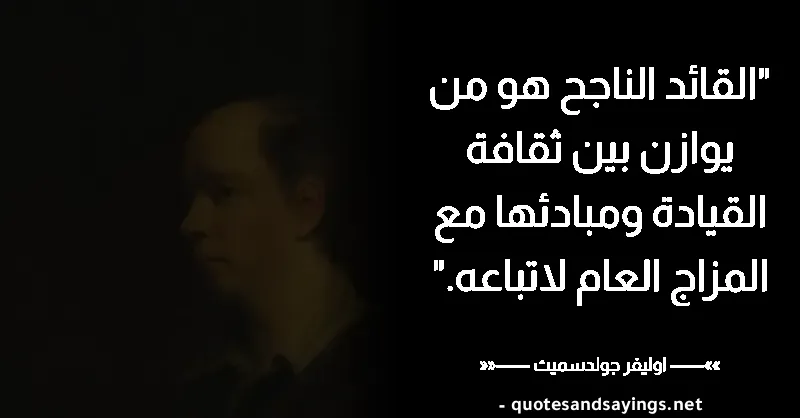 "القائد الناجح هو من
يوازن بين ثقافة
القيادة ومبادئها مع
المزاج العام لاتباعه."
»»—— اوليفر جولدسميث ——««
- quotesandsayings.net